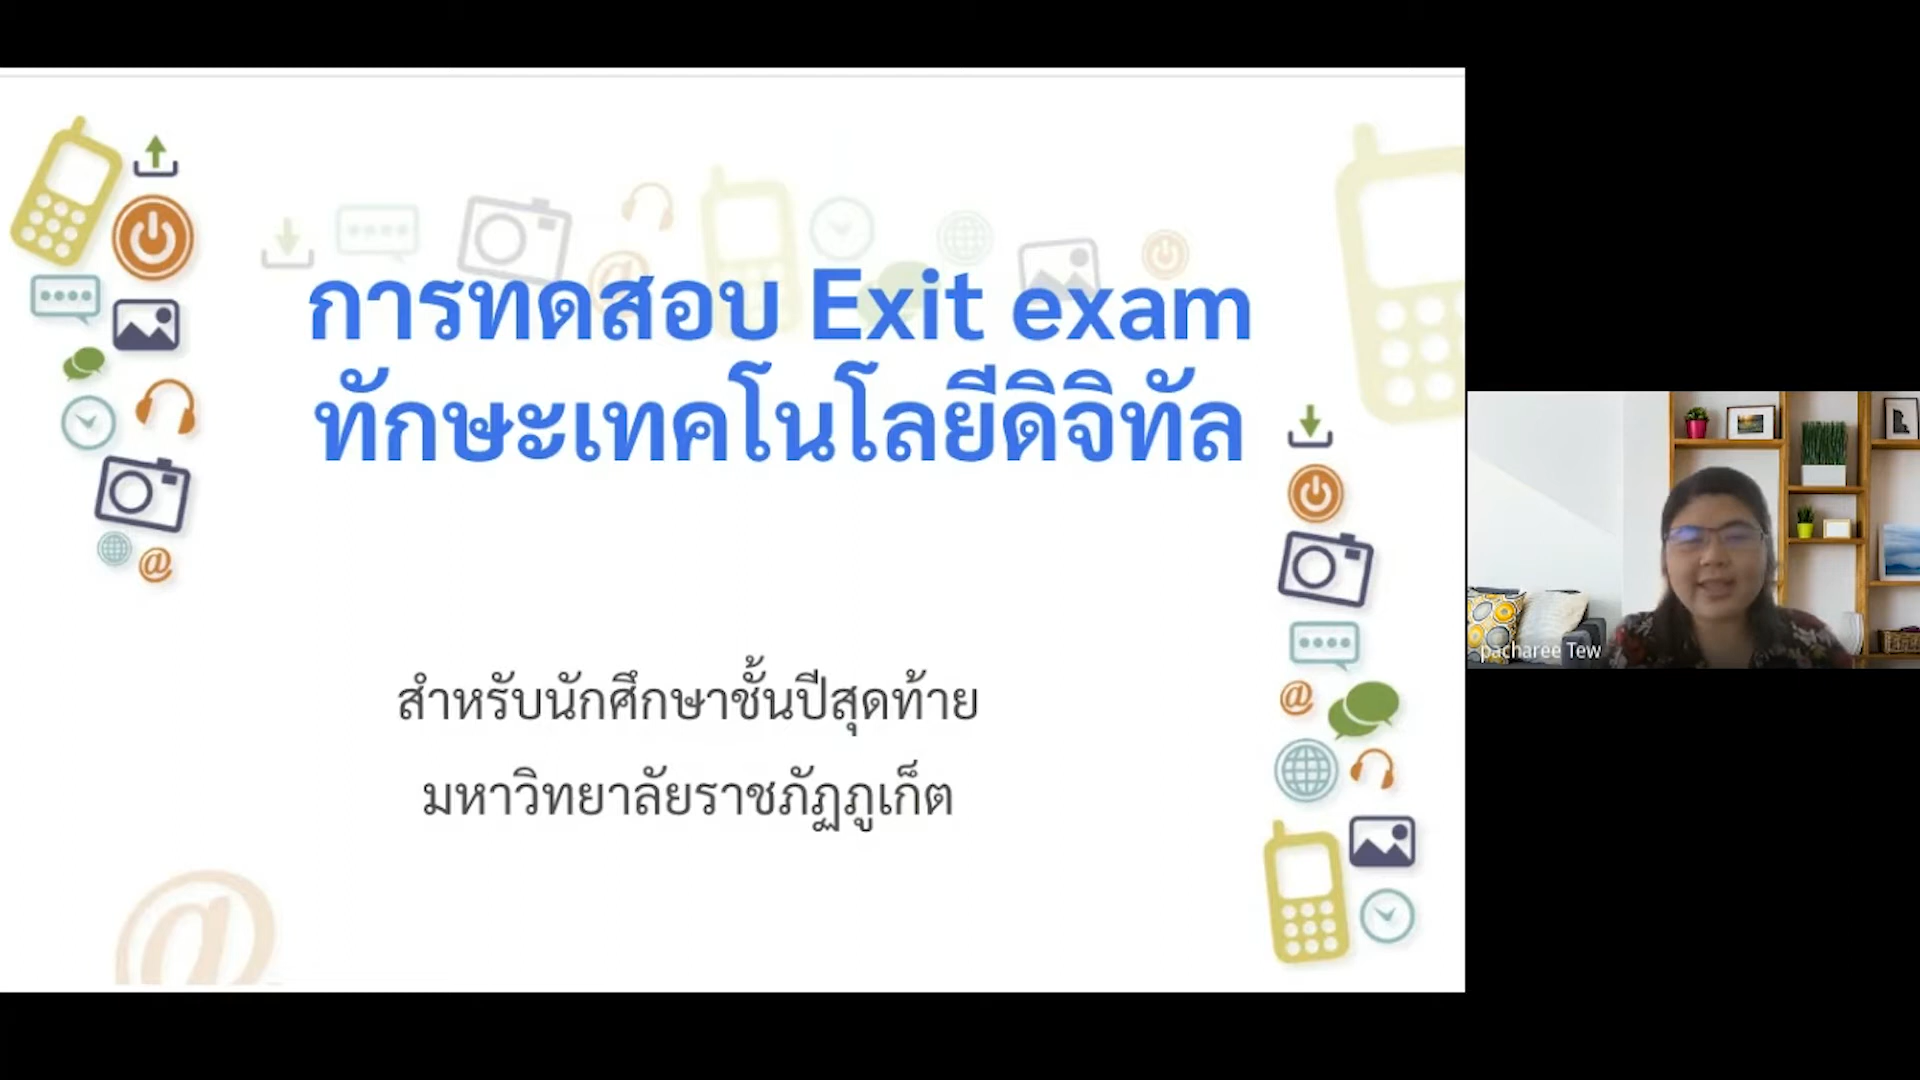 การทดสอบ Exit exam
ทักษะเทคโนโลยีดิจิทัล
สำหรับนักศึกษาชั้นปีสุดท้าย
มหาวิทยาลัยราชภัฏภูเก็ต
pacharee Tew